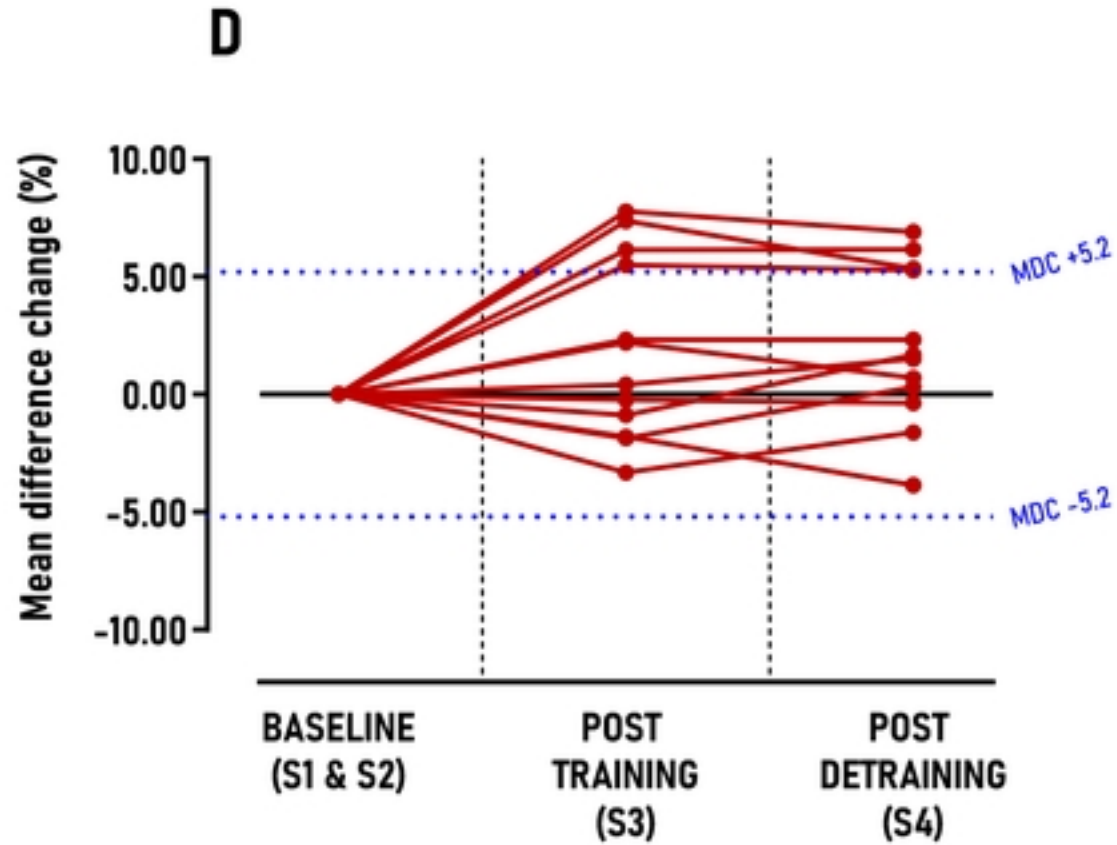 D
Mean difference change (%)
10.00
5.00
0.00
-5.00
-10.00
MDC +5.2
MDC -5.2
BASELINE
(S1 & S2)
POST
TRAINING
(S3)
POST
DETRAINING
(S4)